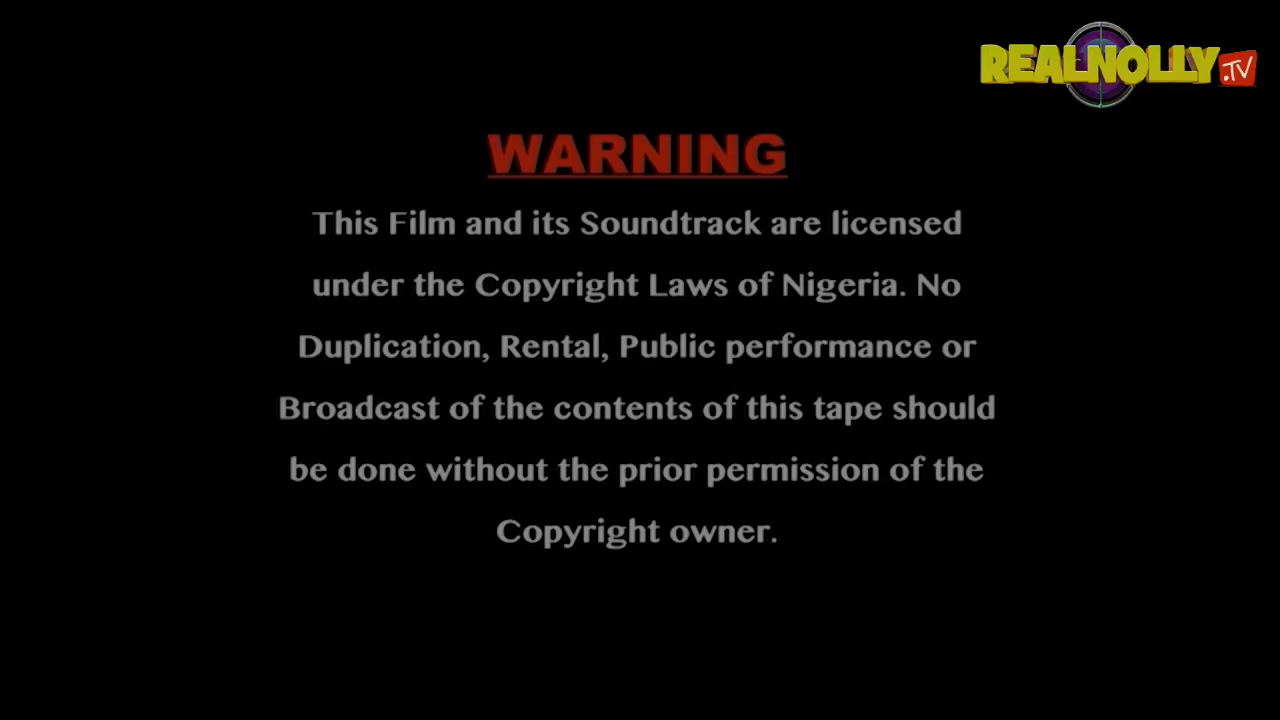 REALNOLLY.TV
WARNING
This Film and its Soundtrack are licensed
under the Copyright Laws of Nigeria. No
Duplication, Rental, Public performance or
Broadcast of the contents of this tape should
be done without the prior permission of the
Copyright owner.